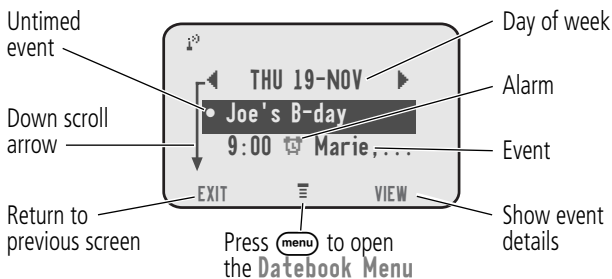 Untimed
event
Day of week
THU 19-NOV
Alarm
Joe's B-day
Down scroll
arrow
9:00 Marie,...
Event
EXIT
VIEW
Return to
previous screen
Show event
details
Press menu to open
the Datebook Menu